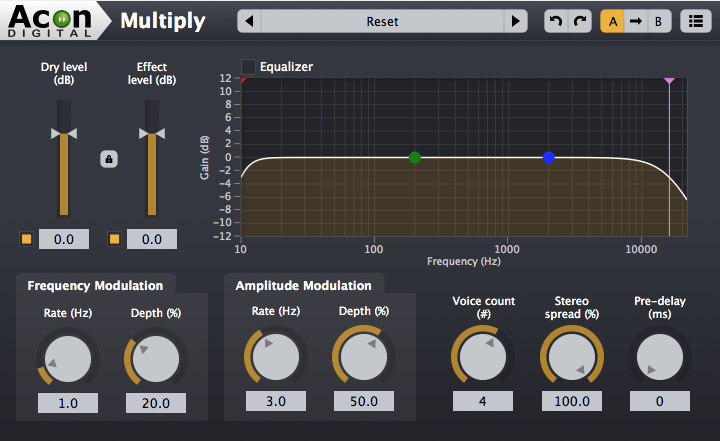 Acon
DIGITAL
Multiply
Reset
A
B
Dry level
(dB)
Effect
level (dB)
0.0
0.0
Equalizer
Gain (dB)
12
10
8
6
4
2
0
−2
−4
−6
−8
−10
−12
10
100
1000
10000
Frequency (Hz)
Frequency Modulation
Rate (Hz)
Depth (%)
1.0
20.0
Amplitude Modulation
Rate (Hz)
Depth (%)
3.0
50.0
Voice count
(#)
Stereo
spread (%)
Pre-delay
(ms)
4
100.0
0